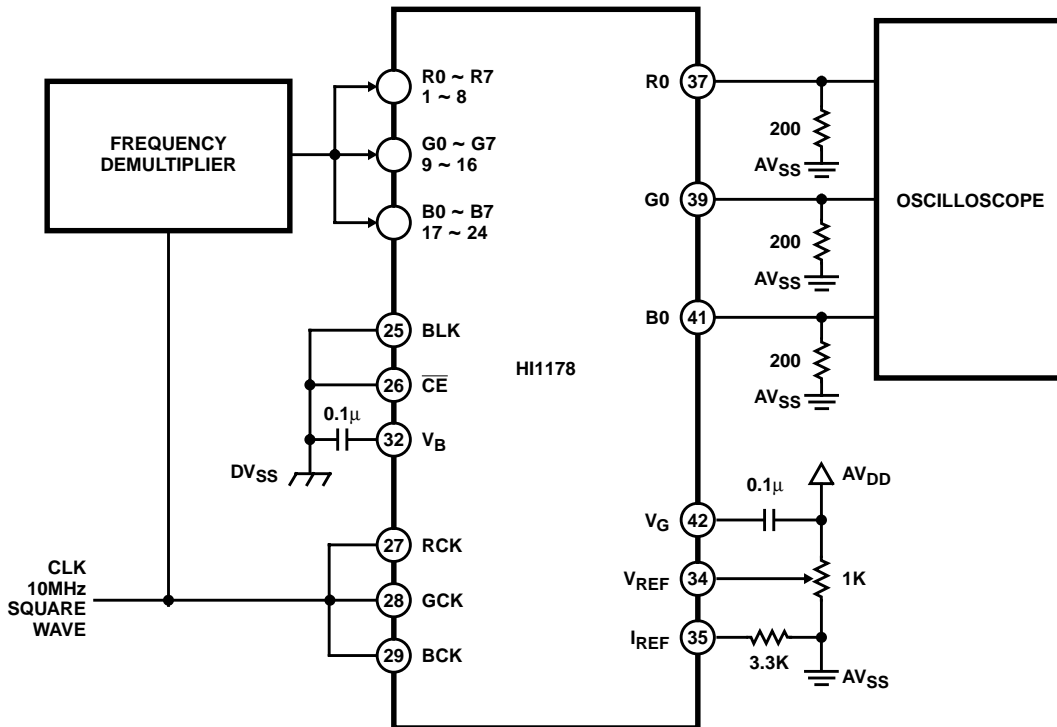 FREQUENCY
DEMULTIPLIER
R0 ~ R7
1 ~ 8
G0 ~ G7
9 ~ 16
B0 ~ B7
17 ~ 24
25 BLK
26 CE
0.1μ
32 VB
DVSS
27 RCK
28 GCK
29 BCK
CLK
10MHz
SQUARE
WAVE
HI1178
R0 37
200
AVSS
G0 39
200
AVSS
B0 41
200
AVSS
OSCILLOSCOPE
AVDD
0.1μ
VG 42
VREF 34
1K
IREF 35
3.3K
AVSS